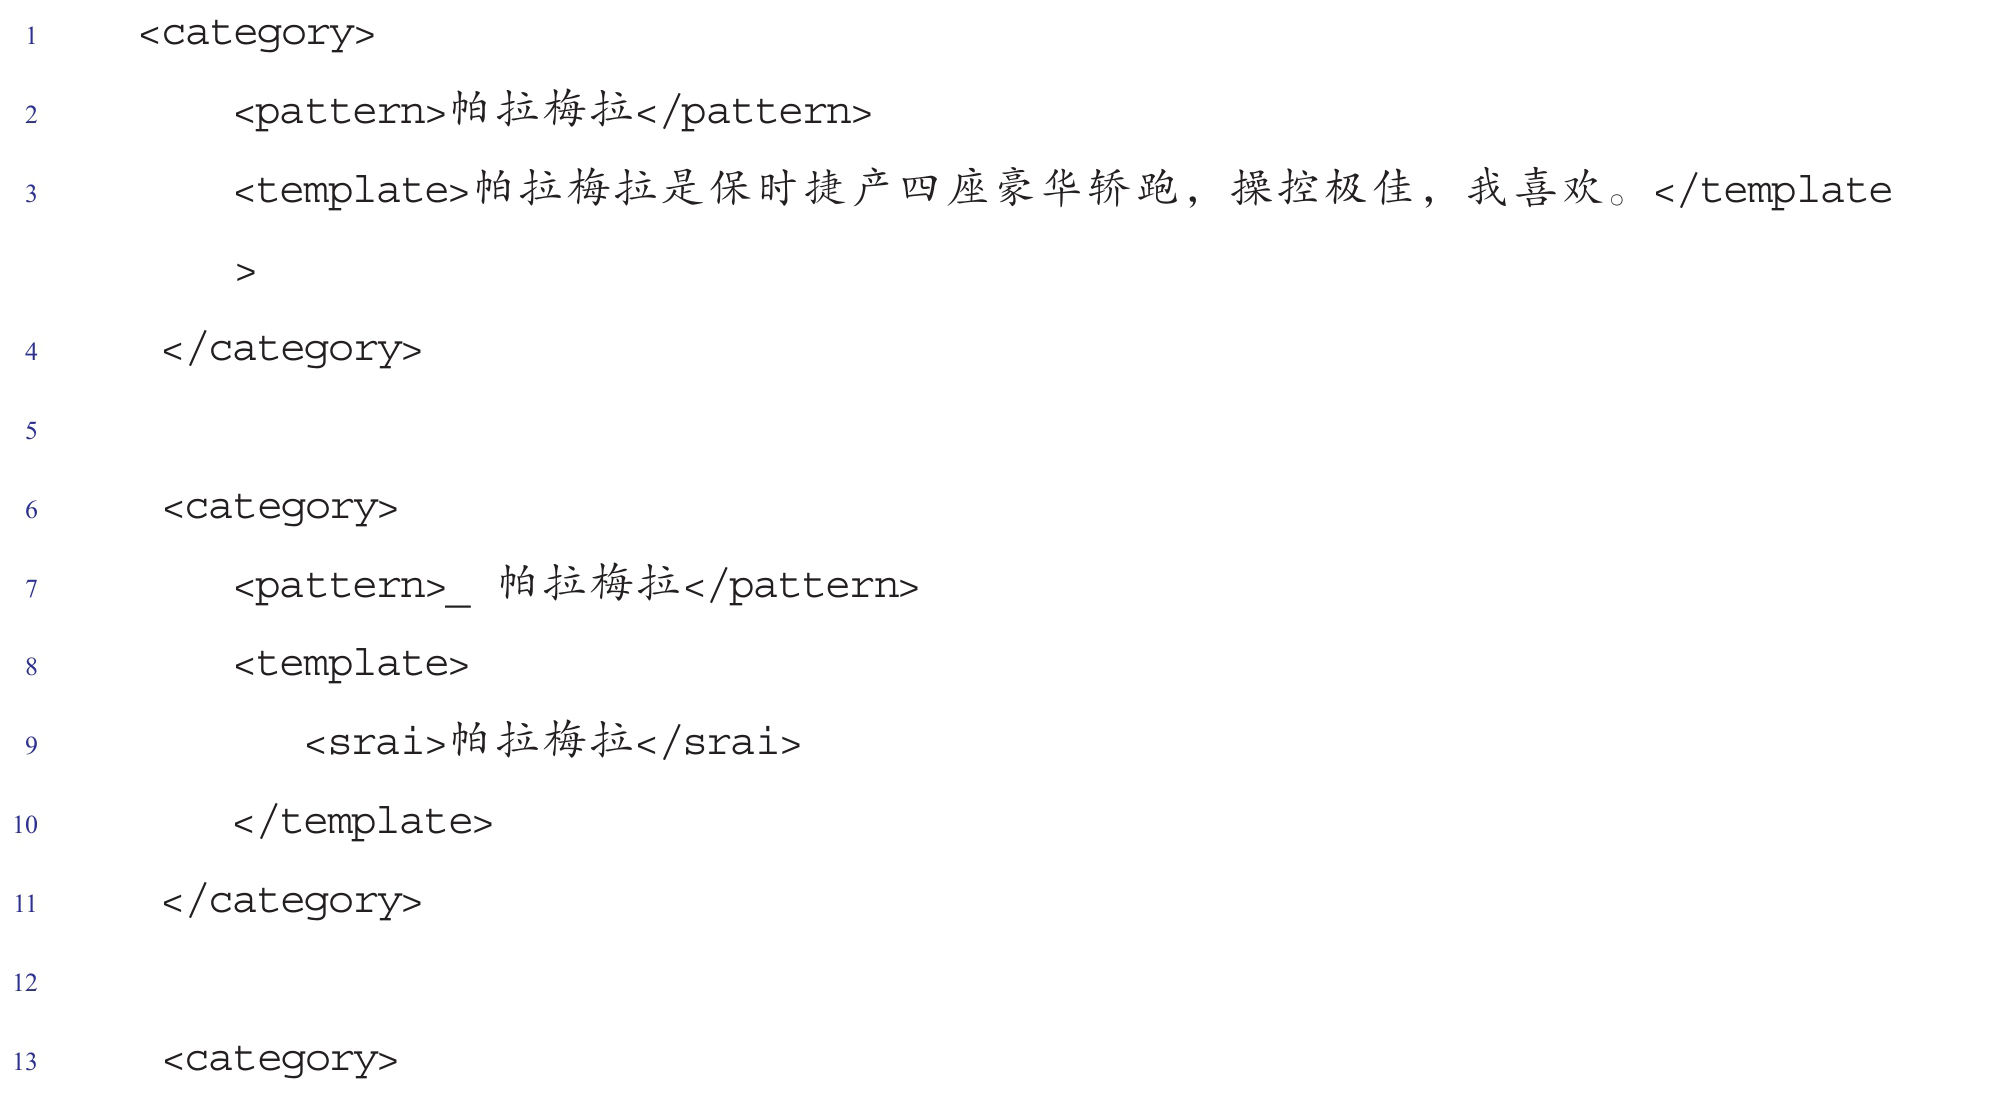 1 <category>
2 <pattern>帕拉梅拉</pattern>
3 <template>帕拉梅拉是保时捷产四座豪华轿跑，操控极佳，我喜欢。</template
>
4 </category>
5
6 <category>
7 <pattern>_ 帕拉梅拉</pattern>
8 <template>
9 <srai>帕拉梅拉</srai>
10 </template>
11 </category>
12
13 <category>